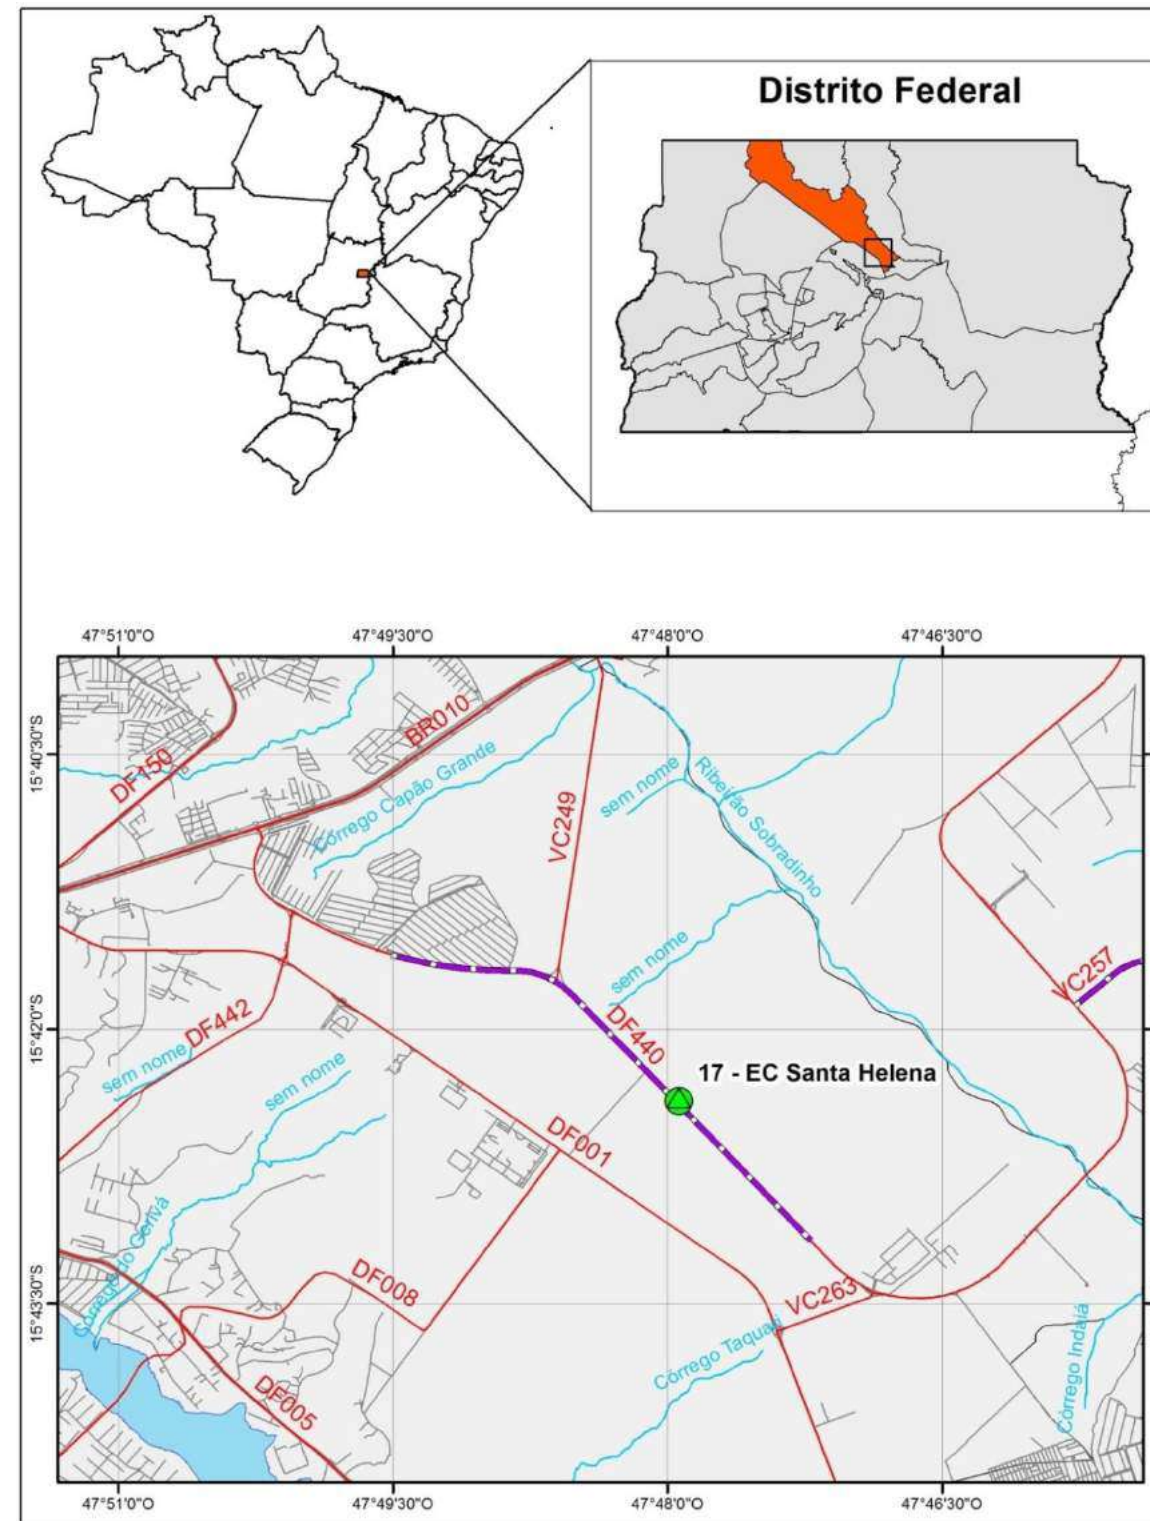 Distrito Federal
47°51'0"O
47°49'30"O
47°48'0"O
47°46'30"O
15°40'30"S
15°42'0"S
15°43'30"S
BR010
DF150
Córrego Capão Grande
VC249
sem nome
Ribeirão Sobradinho
sem nome
VC257
DF442
sem nome
sem nome
DF440
17 - EC Santa Helena
DF001
Córrego do Gerivá
DF008
VC263
Córrego Taquari
Córrego Indaiá
DF005
47°51'0"O
47°49'30"O
47°48'0"O
47°46'30"O